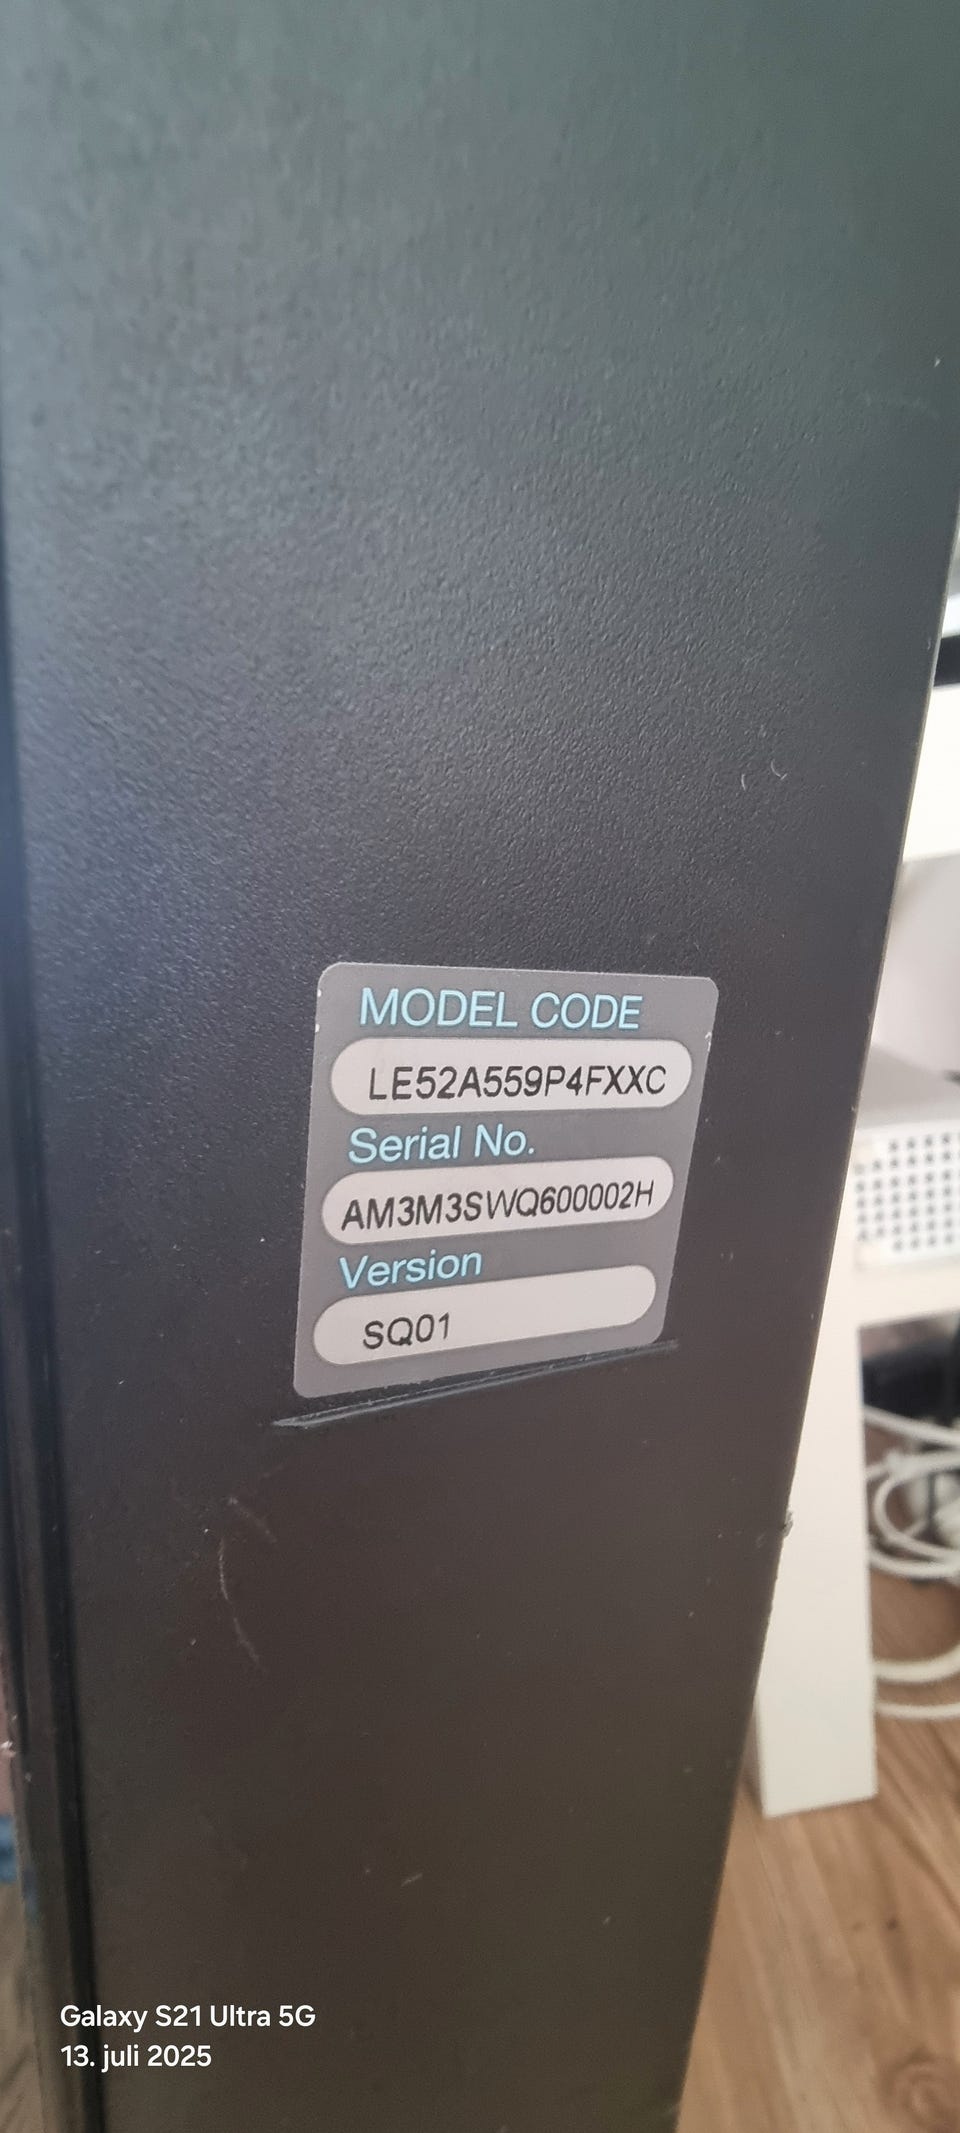 MODEL CODE
LE52A559P4FXXC
Serial No.
AM3M3SWQ600002H
Version
SQ01
Galaxy S21 Ultra 5G
13. juli 2025